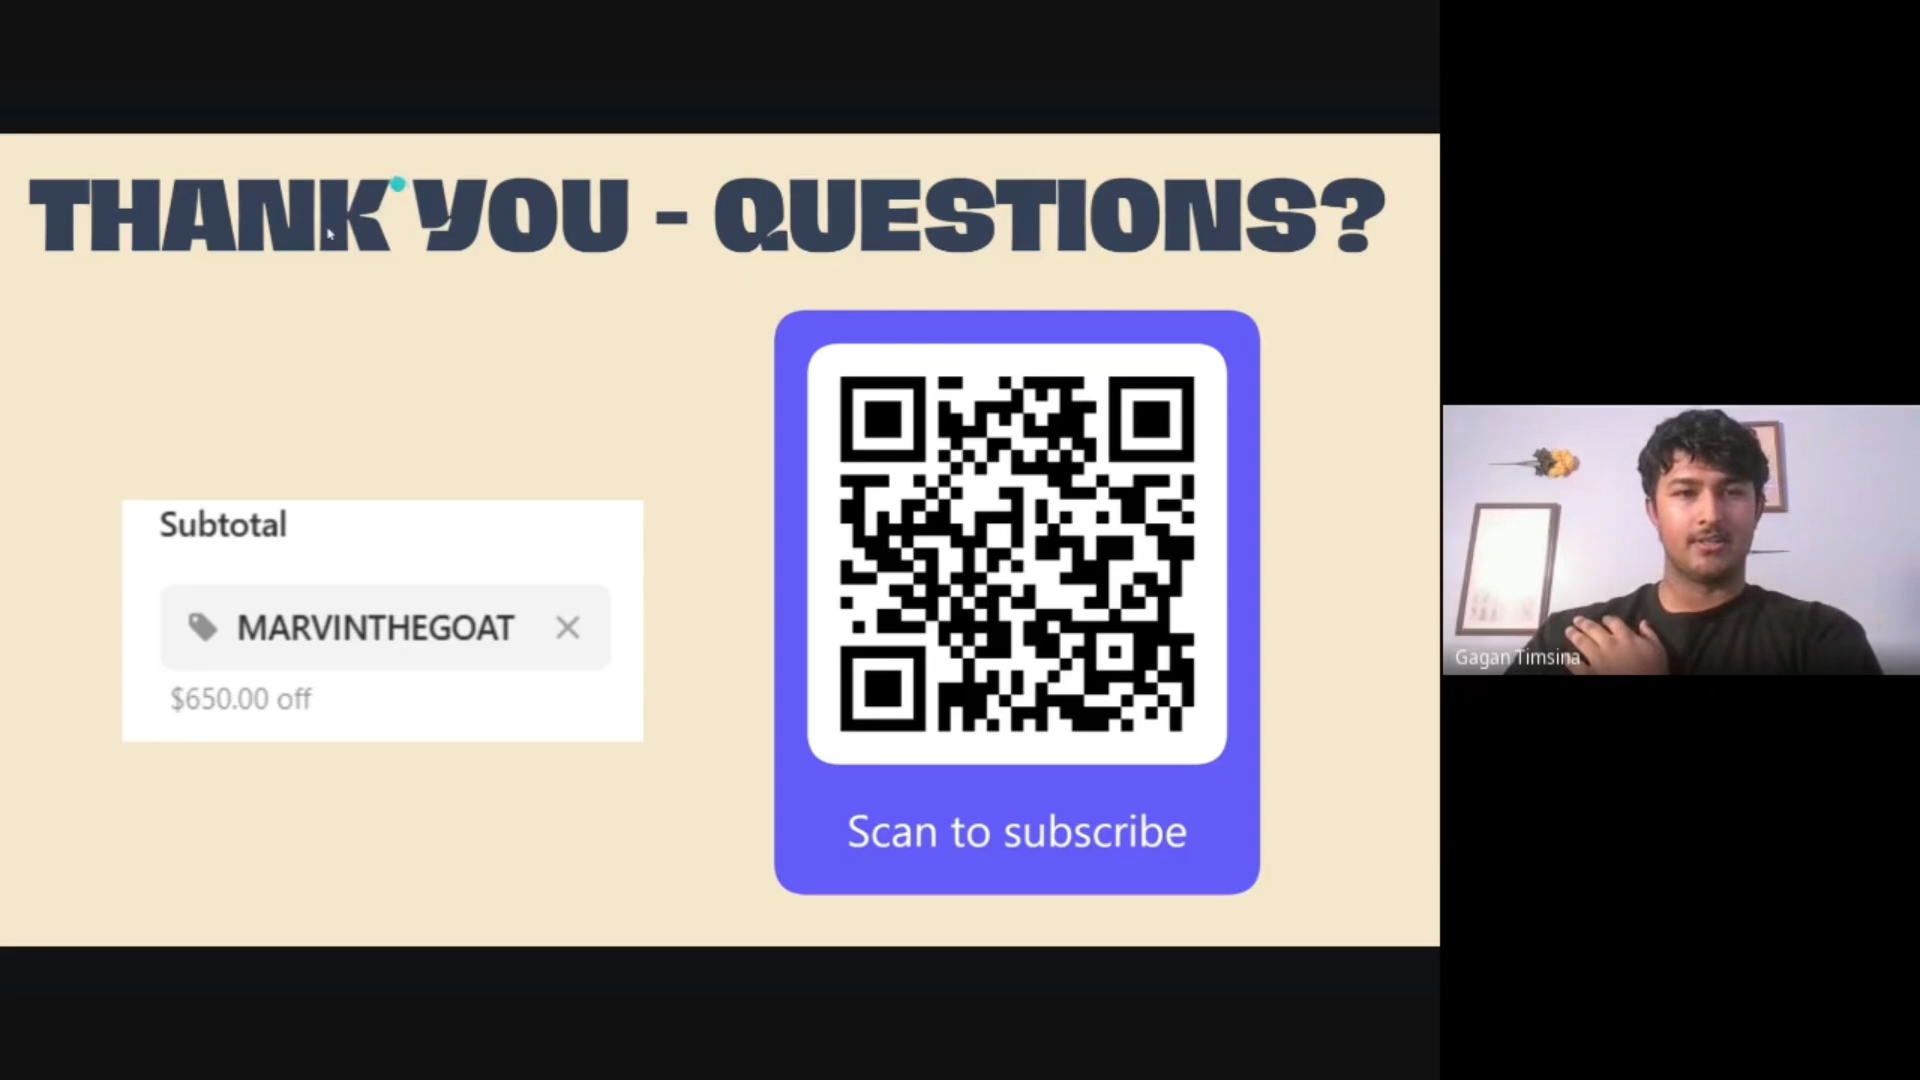 THANK YOU - QUESTIONS?
Subtotal
MARVINTHEGOAT
$650.00 off
Scan to subscribe
Gagan Timsina